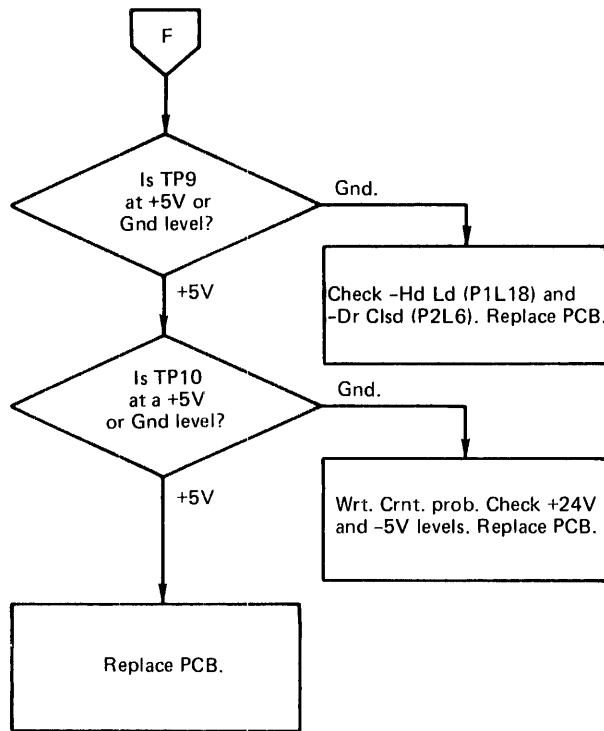 F
Is TP9
at +5V or
Gnd level?
Gnd.
Check -Hd Ld (P1L18) and
-Dr Clsd (P2L6). Replace PCB.
+5V
Is TP10
at a +5V
or Gnd level?
Gnd.
Wrt. Crnt. prob. Check +24V
and -5V levels. Replace PCB.
+5V
Replace PCB.